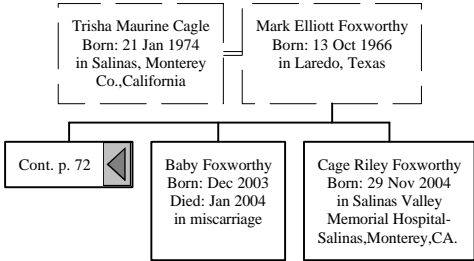 Trisha Maurine Cagle
Born: 21 Jan 1974
in Salinas, Monterey
Co.,California
Mark Elliott Foxworthy
Born: 13 Oct 1966
in Laredo, Texas
Cont. p. 72
Baby Foxworthy
Born: Dec 2003
Died: Jan 2004
in miscarriage
Cage Riley Foxworthy
Born: 29 Nov 2004
in Salinas Valley
Memorial Hospital-
Salinas,Monterey,CA.